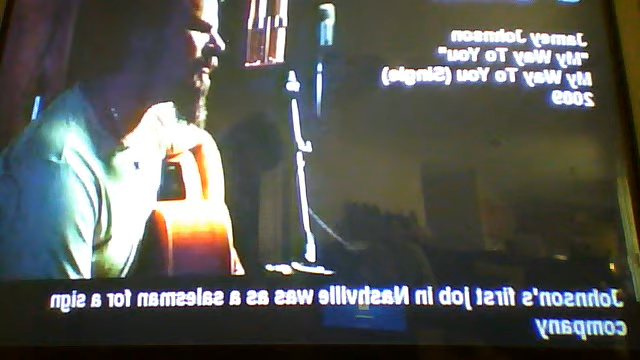 Jamey Johnson
"My Way To You"
My Way To You (Single)
2009
Johnson's first job in Nashville was as a salesman for a sign
company